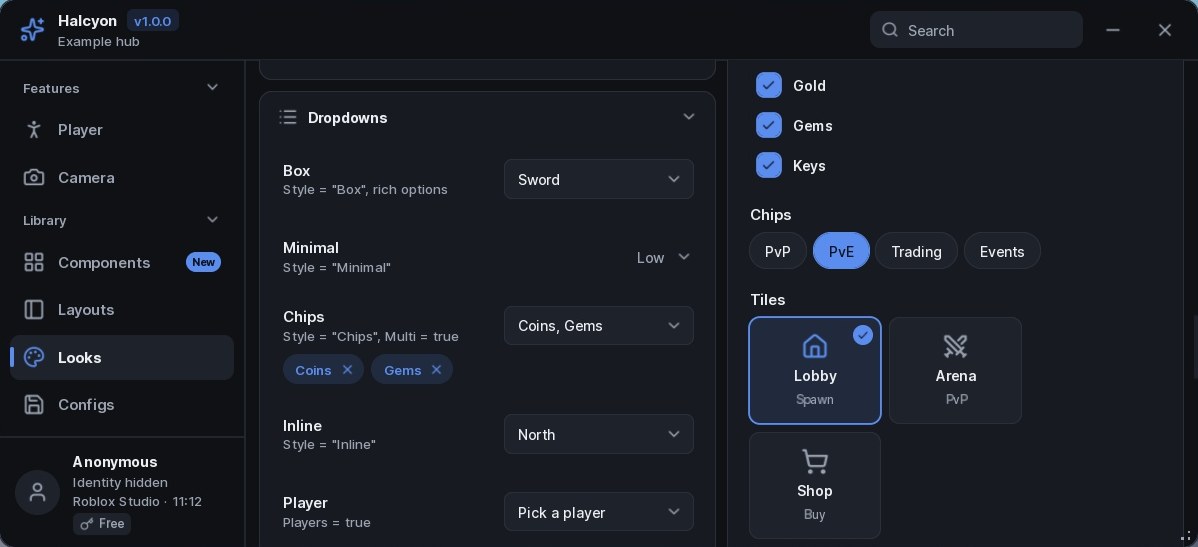 Halcyon v1.0.0
Example hub
Search
Features
Player
Camera
Library
Components New
Layouts
Looks
Configs
Anonymous
Identity hidden
Roblox Studio · 11:12
Free
Dropdowns
Box
Style = "Box", rich options
Sword
Minimal
Style = "Minimal"
Low
Chips
Style = "Chips", Multi = true
Coins, Gems
Coins
Gems
Inline
Style = "Inline"
North
Player
Players = true
Pick a player
Gold
Gems
Keys
Chips
PvP PvE Trading Events
Tiles
Lobby
Spawn
Arena
PvP
Shop
Buy